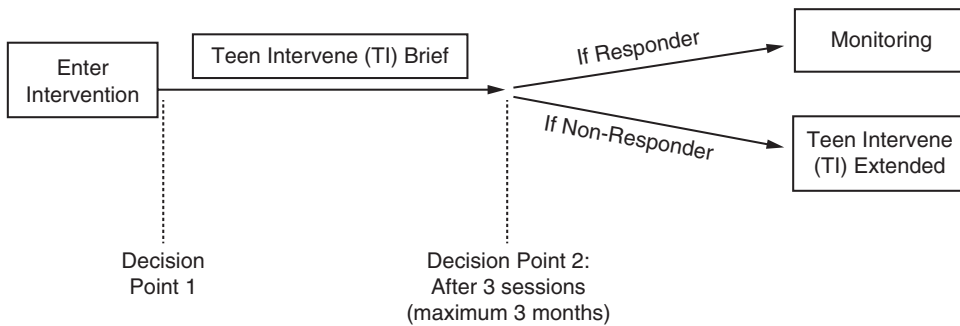 Enter
Intervention
Teen Intervene (TI) Brief
If Responder
If Non-Responder
Monitoring
Teen Intervene
(TI) Extended
Decision
Point 1
Decision Point 2:
After 3 sessions
(maximum 3 months)